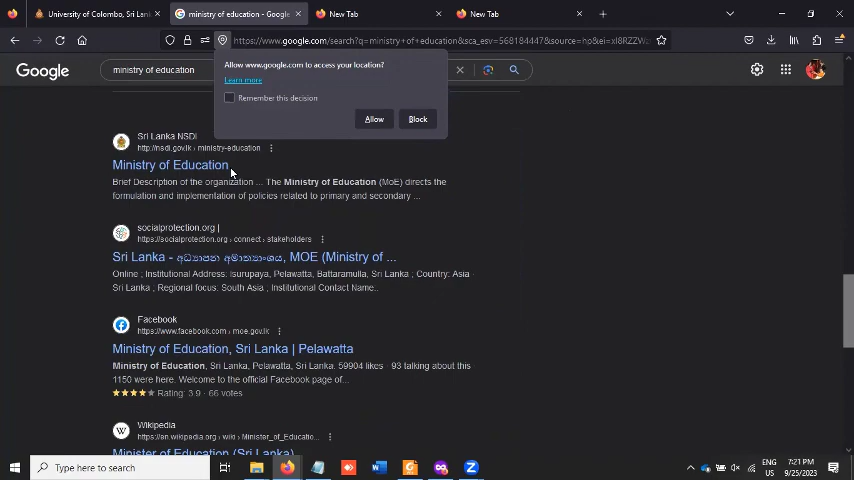 University of Colombo, Sri Lank
ministry of education - Google
New Tab
New Tab
https://www.google.com/search?q=ministry+of+education&sca_esv=568184447&source=hp&ei=xl8RZZW
Google
ministry of education
Allow www.google.com to access your location?
Learn more
Remember this decision
Allow
Block
Sri Lanka NSDI
http://nsdi.gov.lk › ministry-education
Ministry of Education
Brief Description of the organization ... The Ministry of Education (MoE) directs the
formulation and implementation of policies related to primary and secondary ...
socialprotection.org |
https://socialprotection.org › connect › stakeholders
Sri Lanka - අධ්‍යාපන අමාත්‍යාංශය, MOE (Ministry of ...
Online ; Institutional Address: Isurupaya, Pelawatta, Battaramulla, Sri Lanka ; Country: Asia ·
Sri Lanka ; Regional focus: South Asia ; Institutional Contact Name..
Facebook
https://www.facebook.com › moe.gov.lk
Ministry of Education, Sri Lanka | Pelawatta
Ministry of Education, Sri Lanka, Pelawatta, Sri Lanka. 59904 likes · 93 talking about this ·
1150 were here. Welcome to the official Facebook page of...
Rating: 3.9 · 66 votes
W
Wikipedia
https://en.wikipedia.org › wiki › Minister_of_Educatio...
Minister of Education (Sri Lanka)
Type here to search
ENG
US
7:21 PM
9/25/2023